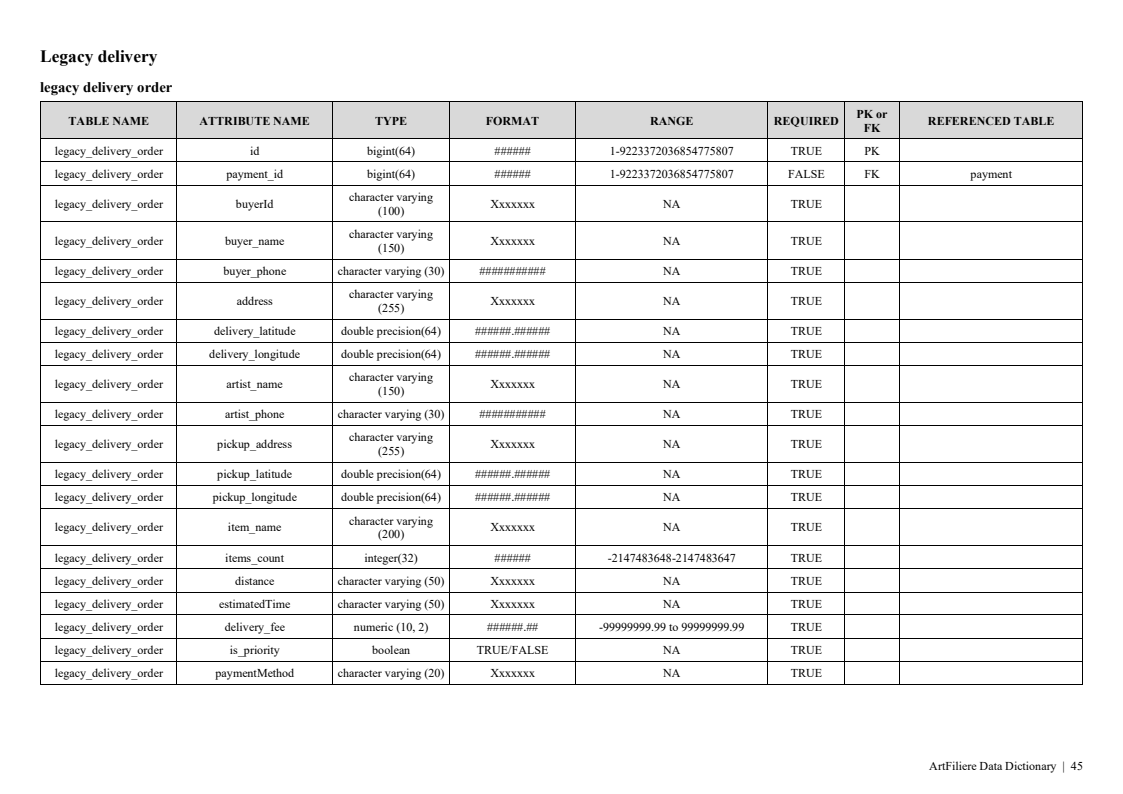 Legacy delivery
legacy delivery order
TABLE NAME ATTRIBUTE NAME TYPE FORMAT RANGE REQUIRED PK or FK REFERENCED TABLE
legacy_delivery_order id bigint(64) ###### 1-9223372036854775807 TRUE PK
legacy_delivery_order payment_id bigint(64) ###### 1-9223372036854775807 FALSE FK payment
legacy_delivery_order buyerId character varying (100) Xxxxxxx NA TRUE
legacy_delivery_order buyer_name character varying (150) Xxxxxxx NA TRUE
legacy_delivery_order buyer_phone character varying (30) ########### NA TRUE
legacy_delivery_order address character varying (255) Xxxxxxx NA TRUE
legacy_delivery_order delivery_latitude double precision(64) ######.###### NA TRUE
legacy_delivery_order delivery_longitude double precision(64) ######.###### NA TRUE
legacy_delivery_order artist_name character varying (150) Xxxxxxx NA TRUE
legacy_delivery_order artist_phone character varying (30) ########### NA TRUE
legacy_delivery_order pickup_address character varying (255) Xxxxxxx NA TRUE
legacy_delivery_order pickup_latitude double precision(64) ######.###### NA TRUE
legacy_delivery_order pickup_longitude double precision(64) ######.###### NA TRUE
legacy_delivery_order item_name character varying (200) Xxxxxxx NA TRUE
legacy_delivery_order items_count integer(32) ###### -2147483648-2147483647 TRUE
legacy_delivery_order distance character varying (50) Xxxxxxx NA TRUE
legacy_delivery_order estimatedTime character varying (50) Xxxxxxx NA TRUE
legacy_delivery_order delivery_fee numeric (10, 2) ######.## -99999999.99 to 99999999.99 TRUE
legacy_delivery_order is_priority boolean TRUE/FALSE NA TRUE
legacy_delivery_order paymentMethod character varying (20) Xxxxxxx NA TRUE
ArtFiliere Data Dictionary | 45